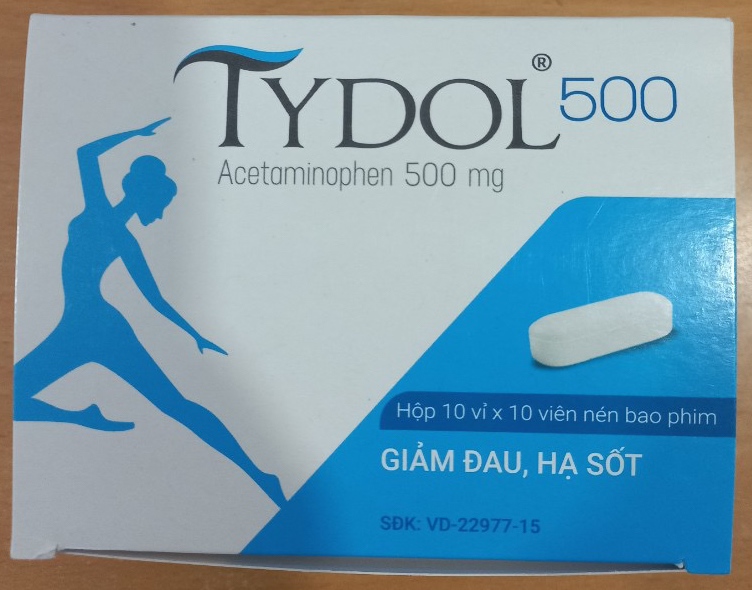 TYDOL® 500
Acetaminophen 500 mg
Hộp 10 vỉ x 10 viên nén bao phim
GIẢM ĐAU, HẠ SỐT
SĐK: VD-22977-15